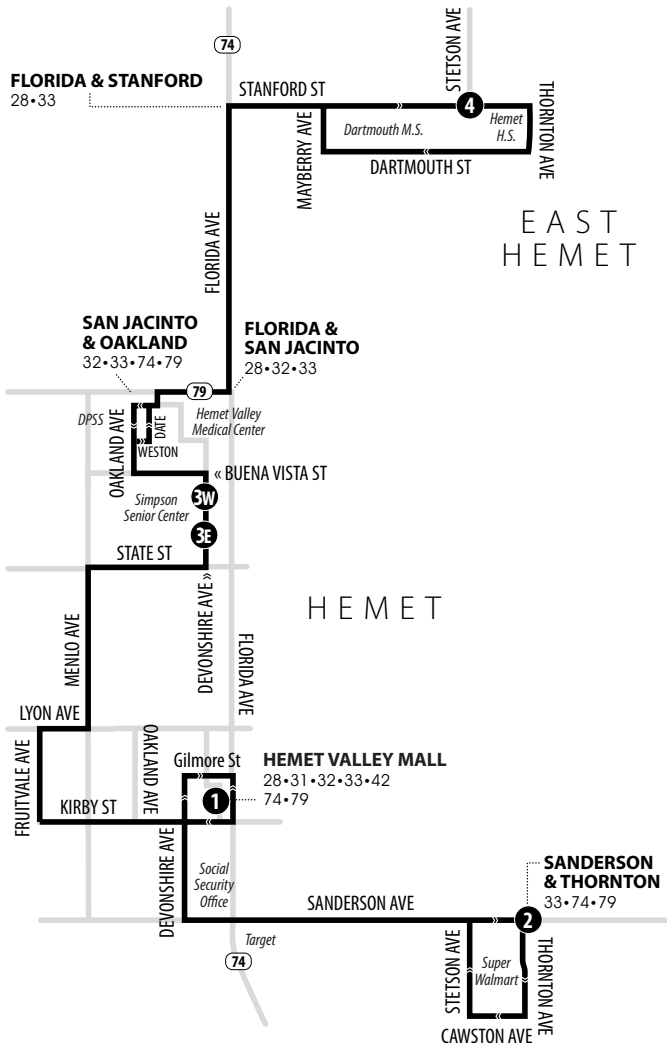 74
STETSON AVE
FLORIDA & STANFORD
28•33
STANFORD ST
4
THORNTON AVE
MAYBERRY AVE
Dartmouth M.S.
Hemet
H.S.
DARTMOUTH ST
EAST
HEMET
FLORIDA AVE
SAN JACINTO
& OAKLAND
32•33•74•79
FLORIDA &
SAN JACINTO
28•32•33
79
DPSS
OAKLAND AVE
DATE
WESTON
Hemet Valley
Medical Center
« BUENA VISTA ST
Simpson
Senior Center
3W
3E
STATE ST
DEVONSHIRE AVE »
HEMET
MENLO AVE
FLORIDA AVE
LYON AVE
FRUITVALE AVE
OAKLAND AVE
Gilmore St
HEMET VALLEY MALL
28•31•32•33•42
74•79
1
KIRBY ST
DEVONSHIRE AVE
Social
Security
Office
SANDERSON AVE
SANDERSON
& THORNTON
33•74•79
2
Target
74
STETSON AVE
Super
Walmart
THORNTON AVE
CAWSTON AVE